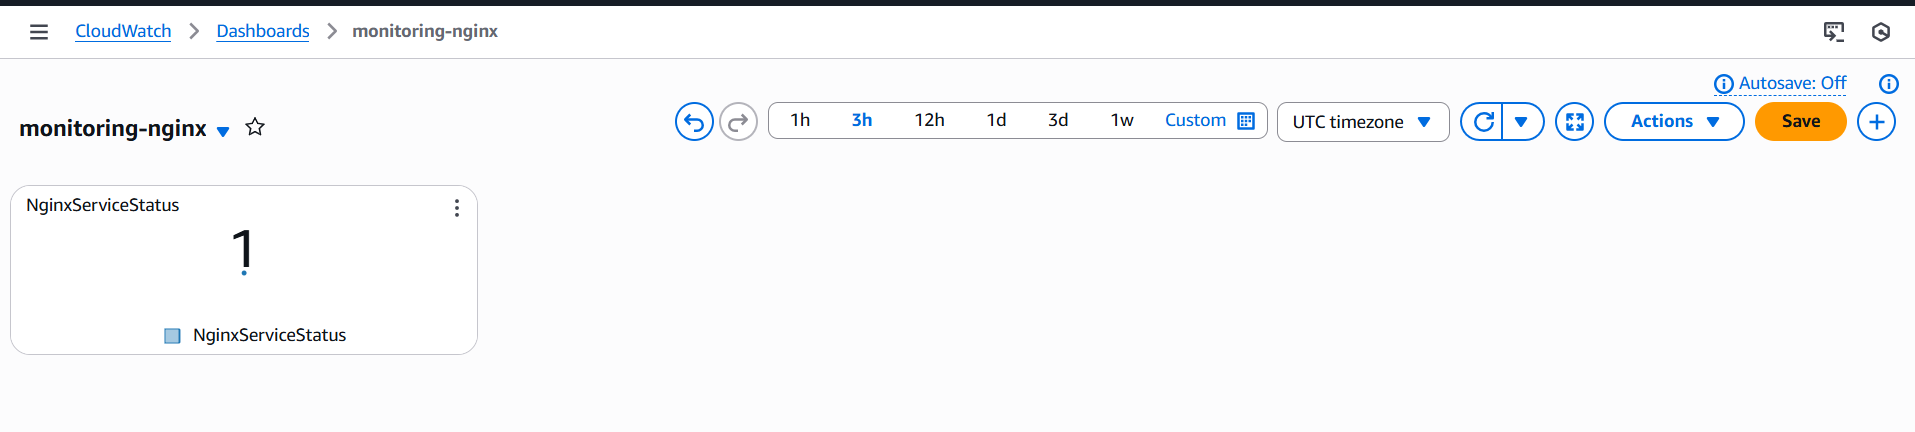 CloudWatch > Dashboards > monitoring-nginx
Autosave: Off
monitoring-nginx
1h 3h 12h 1d 3d 1w Custom UTC timezone Actions Save
NginxServiceStatus
1
NginxServiceStatus